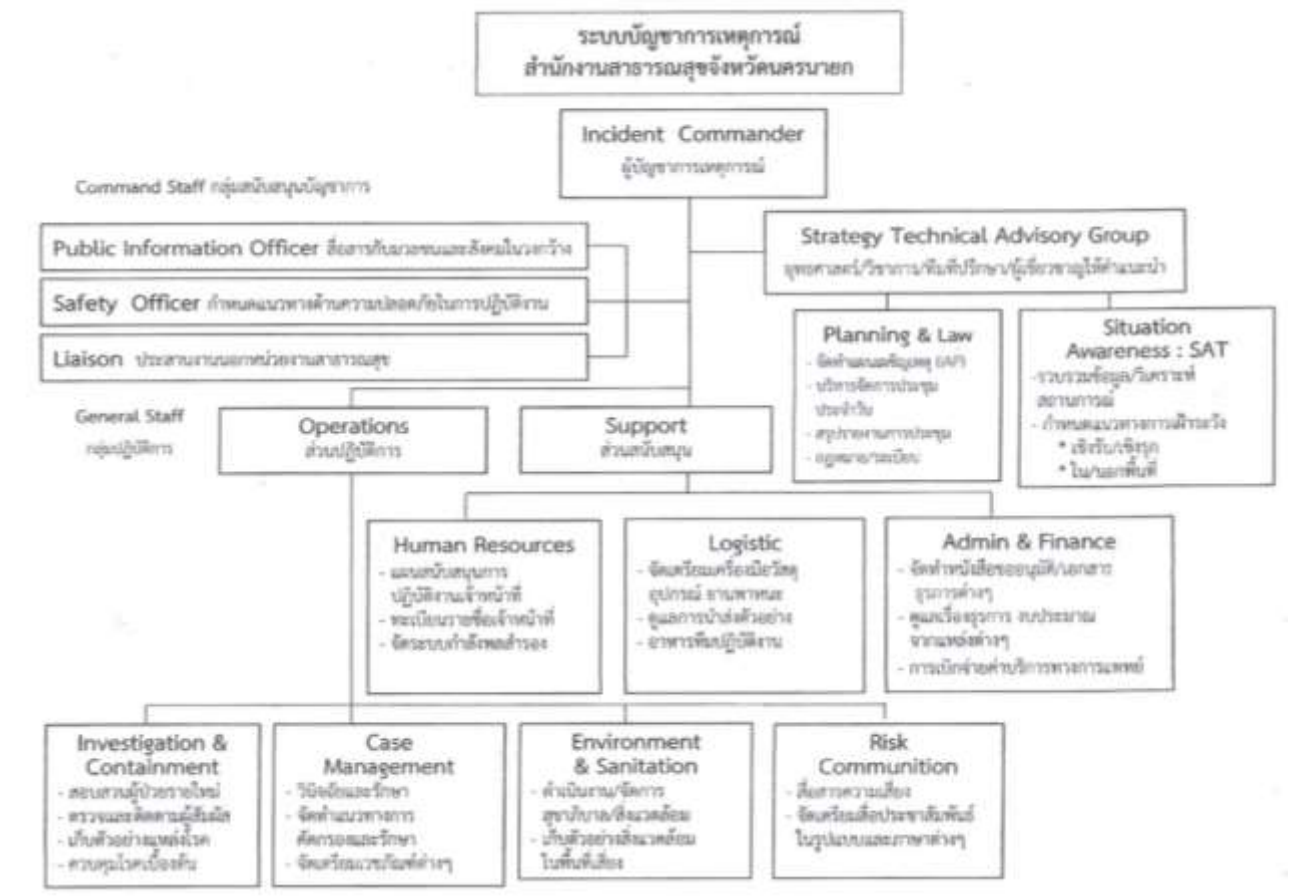 ระบบบัญชาการเหตุการณ์
สำนักงานสาธารณสุขจังหวัดนครนายก
Incident Commander
ผู้บัญชาการเหตุการณ์
Command Staff กลุ่มสนับสนุนบัญชาการ
Public Information Officer สื่อสารกับมวลชนและสังคมในวงกว้าง
Safety Officer กำหนดแนวทางด้านความปลอดภัยในการปฏิบัติงาน
Liaison ประสานงานนอกหน่วยงานสาธารณสุข
Strategy Technical Advisory Group
ยุทธศาสตร์/วิชาการ/ทีมที่ปรึกษา/ผู้เชี่ยวชาญให้คำแนะนำ
Planning & Law
- จัดทำแผนเผชิญเหตุ (IAP)
- บริหารจัดการประชุม
ประจำวัน
- สรุปรายงานการประชุม
- กฎหมาย/ระเบียบ
Situation
Awareness : SAT
-รวบรวมข้อมูล/วิเคราะห์
สถานการณ์
- กำหนดแนวทางการเฝ้าระวัง
* เชิงรับ/เชิงรุก
* ใน/นอกพื้นที่
General Staff
กลุ่มปฏิบัติการ
Operations
ส่วนปฏิบัติการ
Support
ส่วนสนับสนุน
Human Resources
- แผนสนับสนุนการ
ปฏิบัติงานเจ้าหน้าที่
- ทะเบียนรายชื่อเจ้าหน้าที่
- จัดระบบกำลังพลสำรอง
Logistic
- จัดเตรียมเครื่องมือวัสดุ
อุปกรณ์ ยานพาหนะ
- ดูแลการนำส่งตัวอย่าง
- อาหารทีมปฏิบัติงาน
Admin & Finance
- จัดทำหนังสือขออนุมัติ/เอกสาร
ธุรการต่างๆ
- ดูแลเรื่องธุรการ งบประมาณ
จากแหล่งต่างๆ
- การเบิกจ่ายค่าบริการทางการแพทย์
Investigation &
Containment
- สอบสวนผู้ป่วยรายใหม่
- ตรวจและติดตามผู้สัมผัส
- เก็บตัวอย่างแหล่งโรค
- ควบคุมโรคเบื้องต้น
Case
Management
- วินิจฉัยและรักษา
- จัดทำแนวทางการ
คัดกรองและรักษา
- จัดเตรียมเวชภัณฑ์ต่างๆ
Environment
& Sanitation
- ดำเนินงาน/จัดการ
สุขาภิบาล/สิ่งแวดล้อม
- เก็บตัวอย่างสิ่งแวดล้อม
ในพื้นที่เสี่ยง
Risk
Communition
- สื่อสารความเสี่ยง
- จัดเตรียมสื่อประชาสัมพันธ์
ในรูปแบบและภาษาต่างๆ